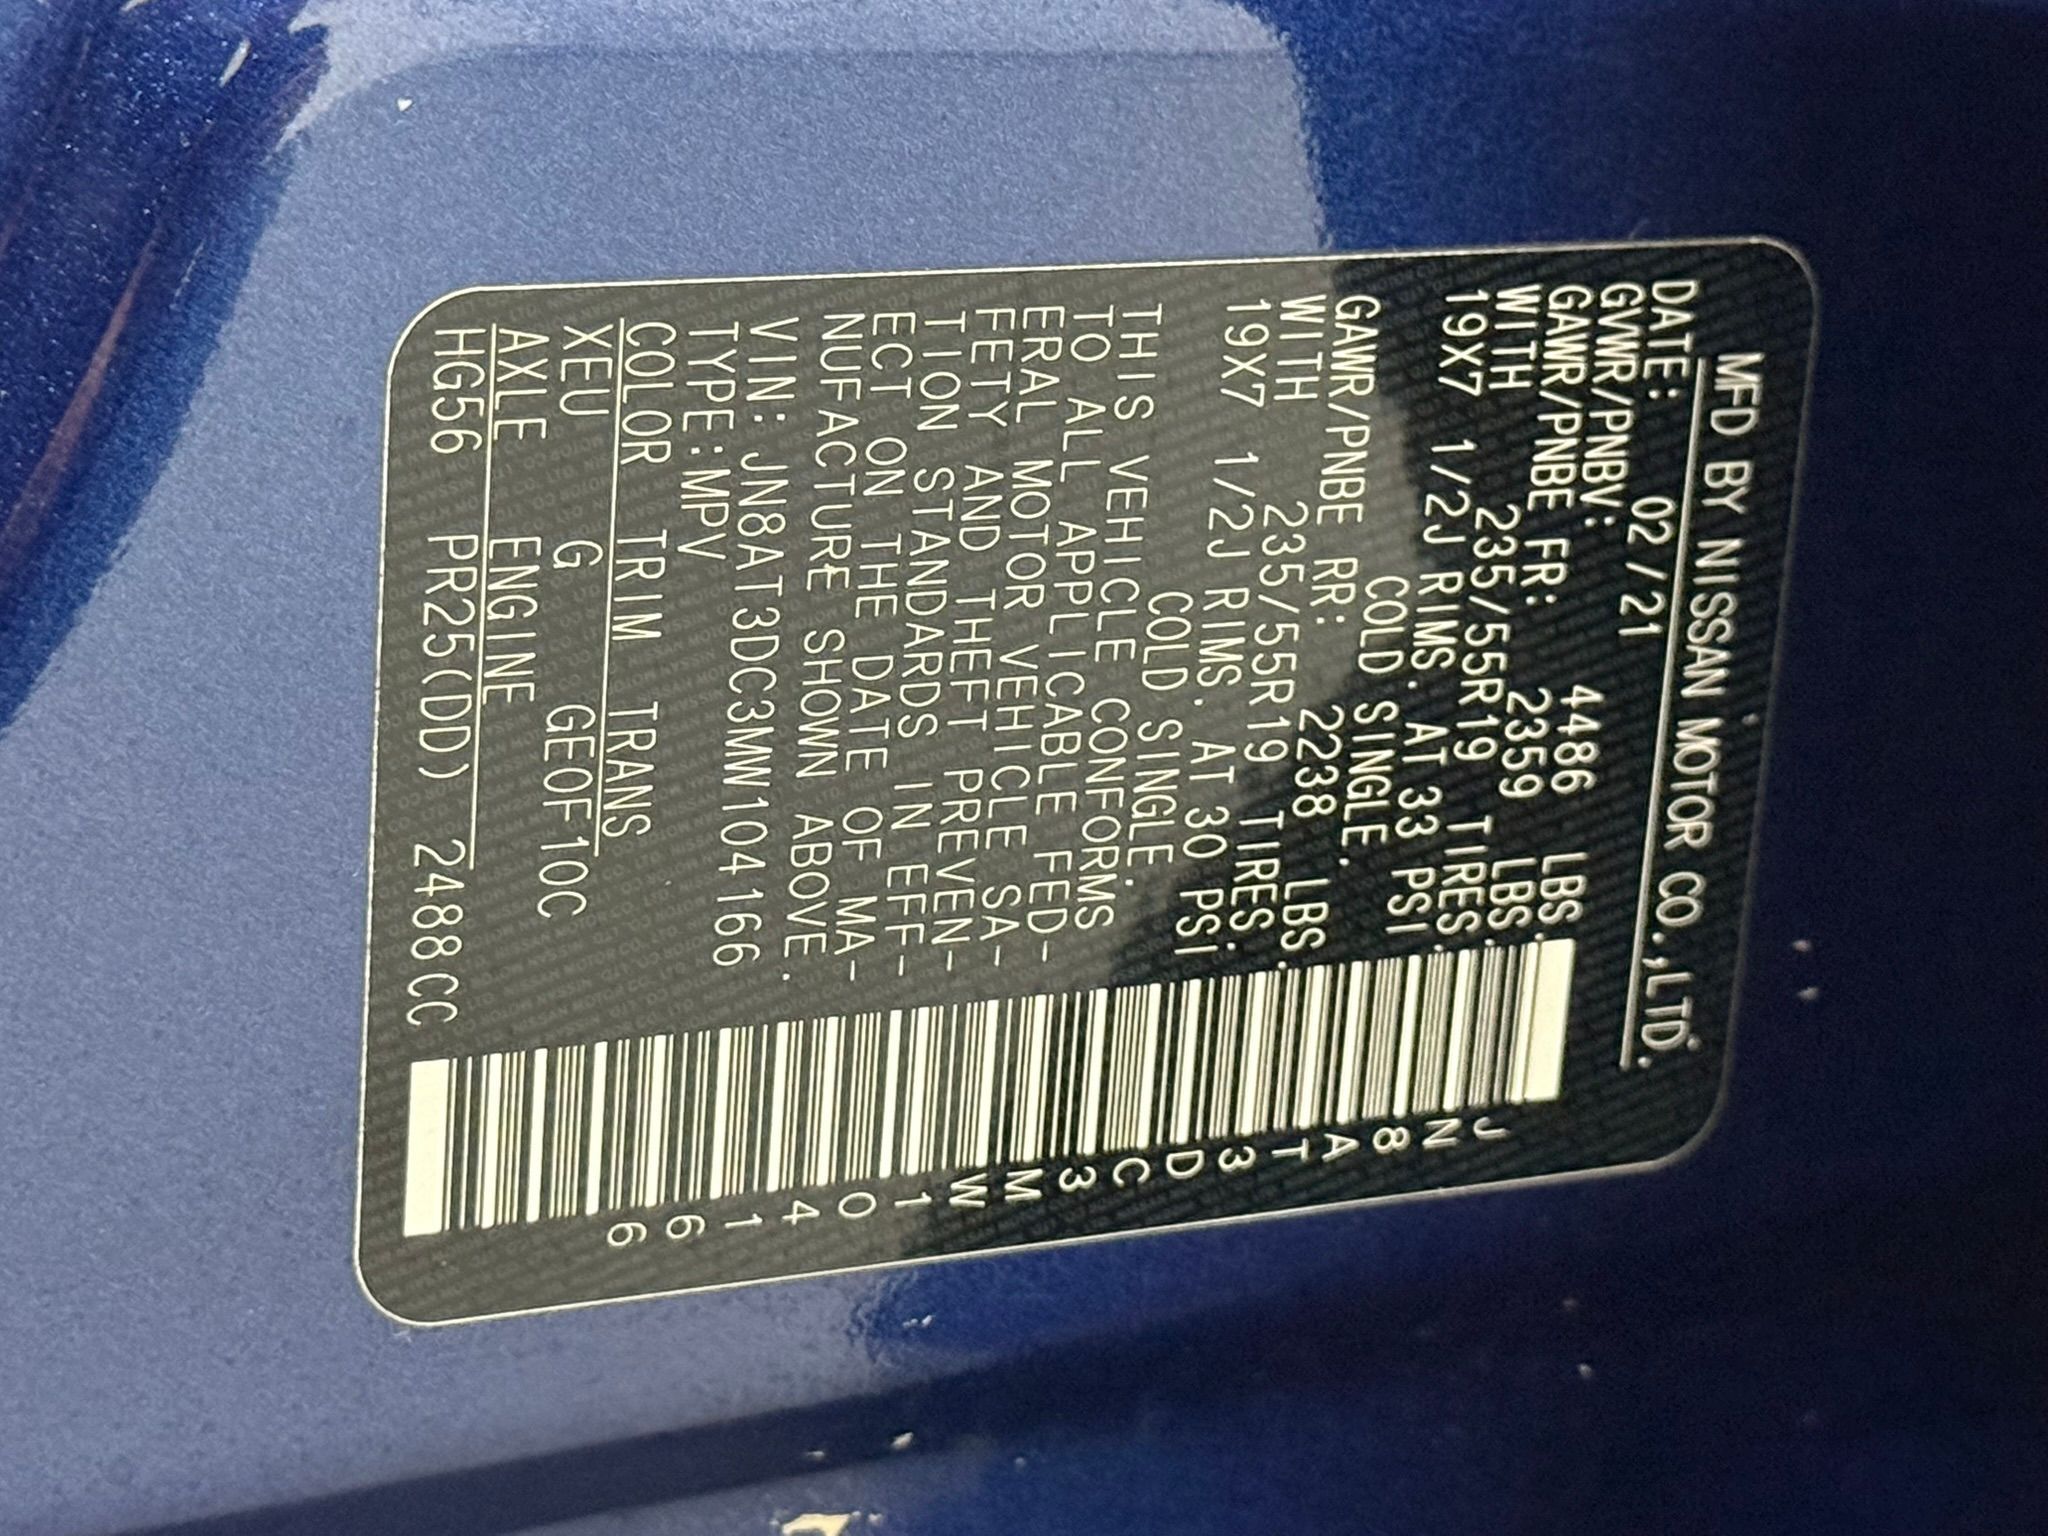 MFD BY NISSAN MOTOR CO.,LTD.
DATE: 02/21
GVWR/PNBV: 4486 LBS.
GAWR/PNBE FR: 2359 LBS.
WITH 235/55R19 TIRES.
19X7 1/2J RIMS. AT 33 PSI
COLD SINGLE.
GAWR/PNBE RR: 2238 LBS.
WITH 235/55R19 TIRES.
19X7 1/2J RIMS. AT 30 PSI
COLD SINGLE.
THIS VEHICLE CONFORMS
TO ALL APPLICABLE FED-
ERAL MOTOR VEHICLE SA-
FETY AND THEFT PREVEN-
TION STANDARDS IN EFF-
ECT ON THE DATE OF MA-
NUFACTURE SHOWN ABOVE.
VIN: JN8AT3DC3MW104166
TYPE:MPV
COLOR TRIM TRANS
XEU G GEOF10C
AXLE ENGINE
HG56 PR25(DD) 2488CC
JN8AT3DC3MW104166